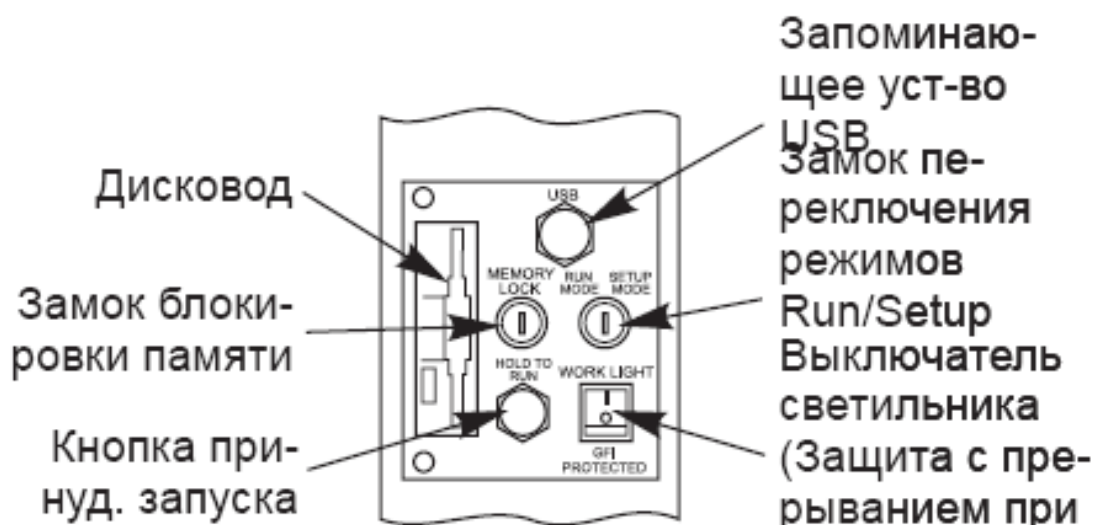 Запоминаю-
щее уст-во
USB
Дисковод
Замок пе-
реключения
режимов
Run/Setup
Замок блоки-
ровки памяти
Выключатель
светильника
(Защита с пре-
рыванием при
Кнопка при-
нуд. запуска
USB
MEMORY
LOCK
RUN
MODE
SETUP
MODE
HOLD TO
RUN
WORK LIGHT
GFI
PROTECTED